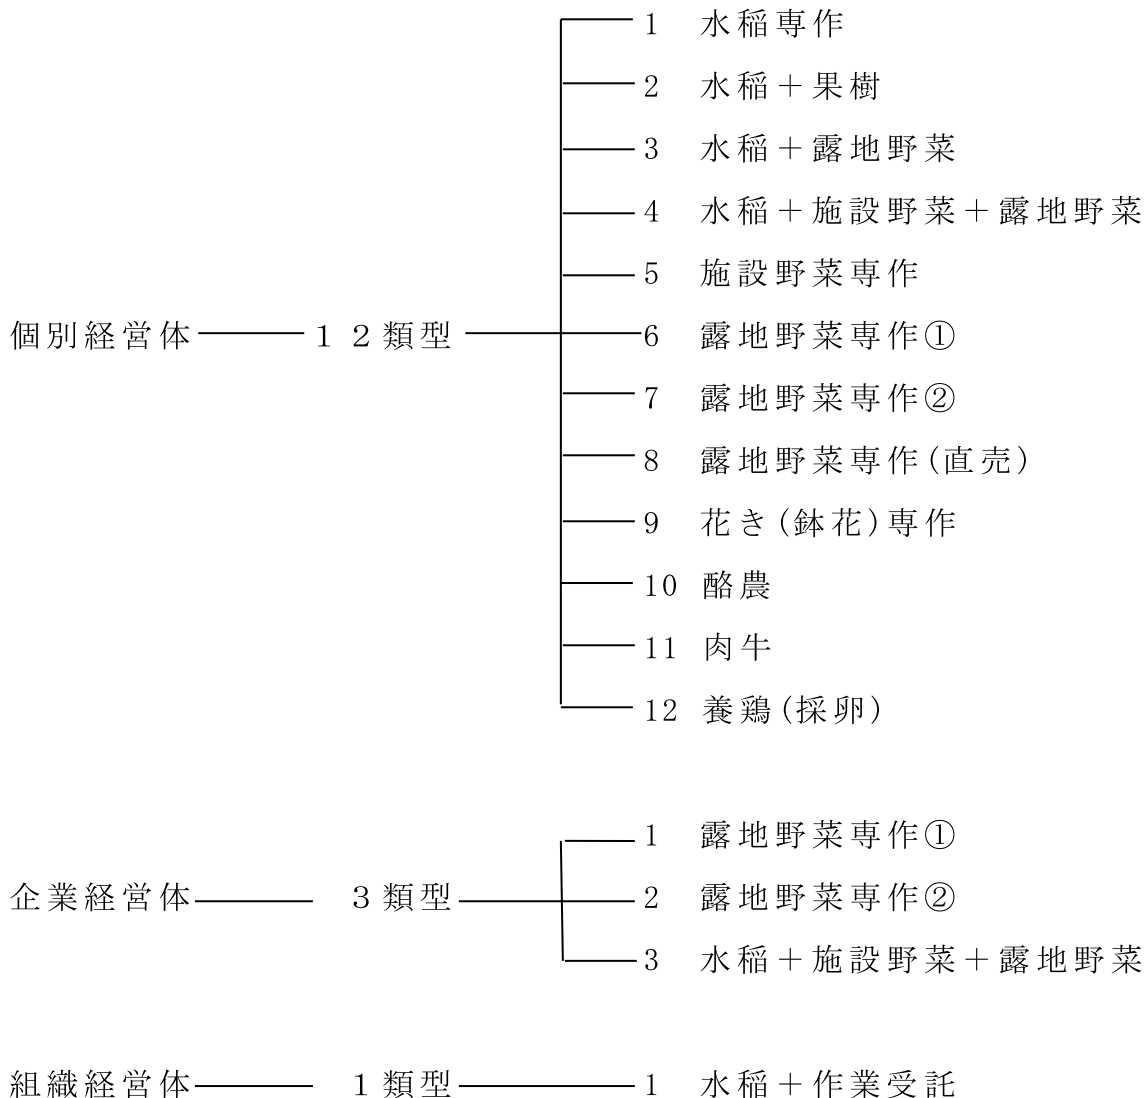 1 水稲専作
2 水稲＋果樹
3 水稲＋露地野菜
4 水稲＋施設野菜＋露地野菜
5 施設野菜専作
個別経営体 １２類型 6 露地野菜専作①
7 露地野菜専作②
8 露地野菜専作(直売)
9 花き(鉢花)専作
10 酪農
11 肉牛
12 養鶏(採卵)
1 露地野菜専作①
企業経営体 ３類型 2 露地野菜専作②
3 水稲＋施設野菜＋露地野菜
組織経営体 １類型 1 水稲＋作業受託